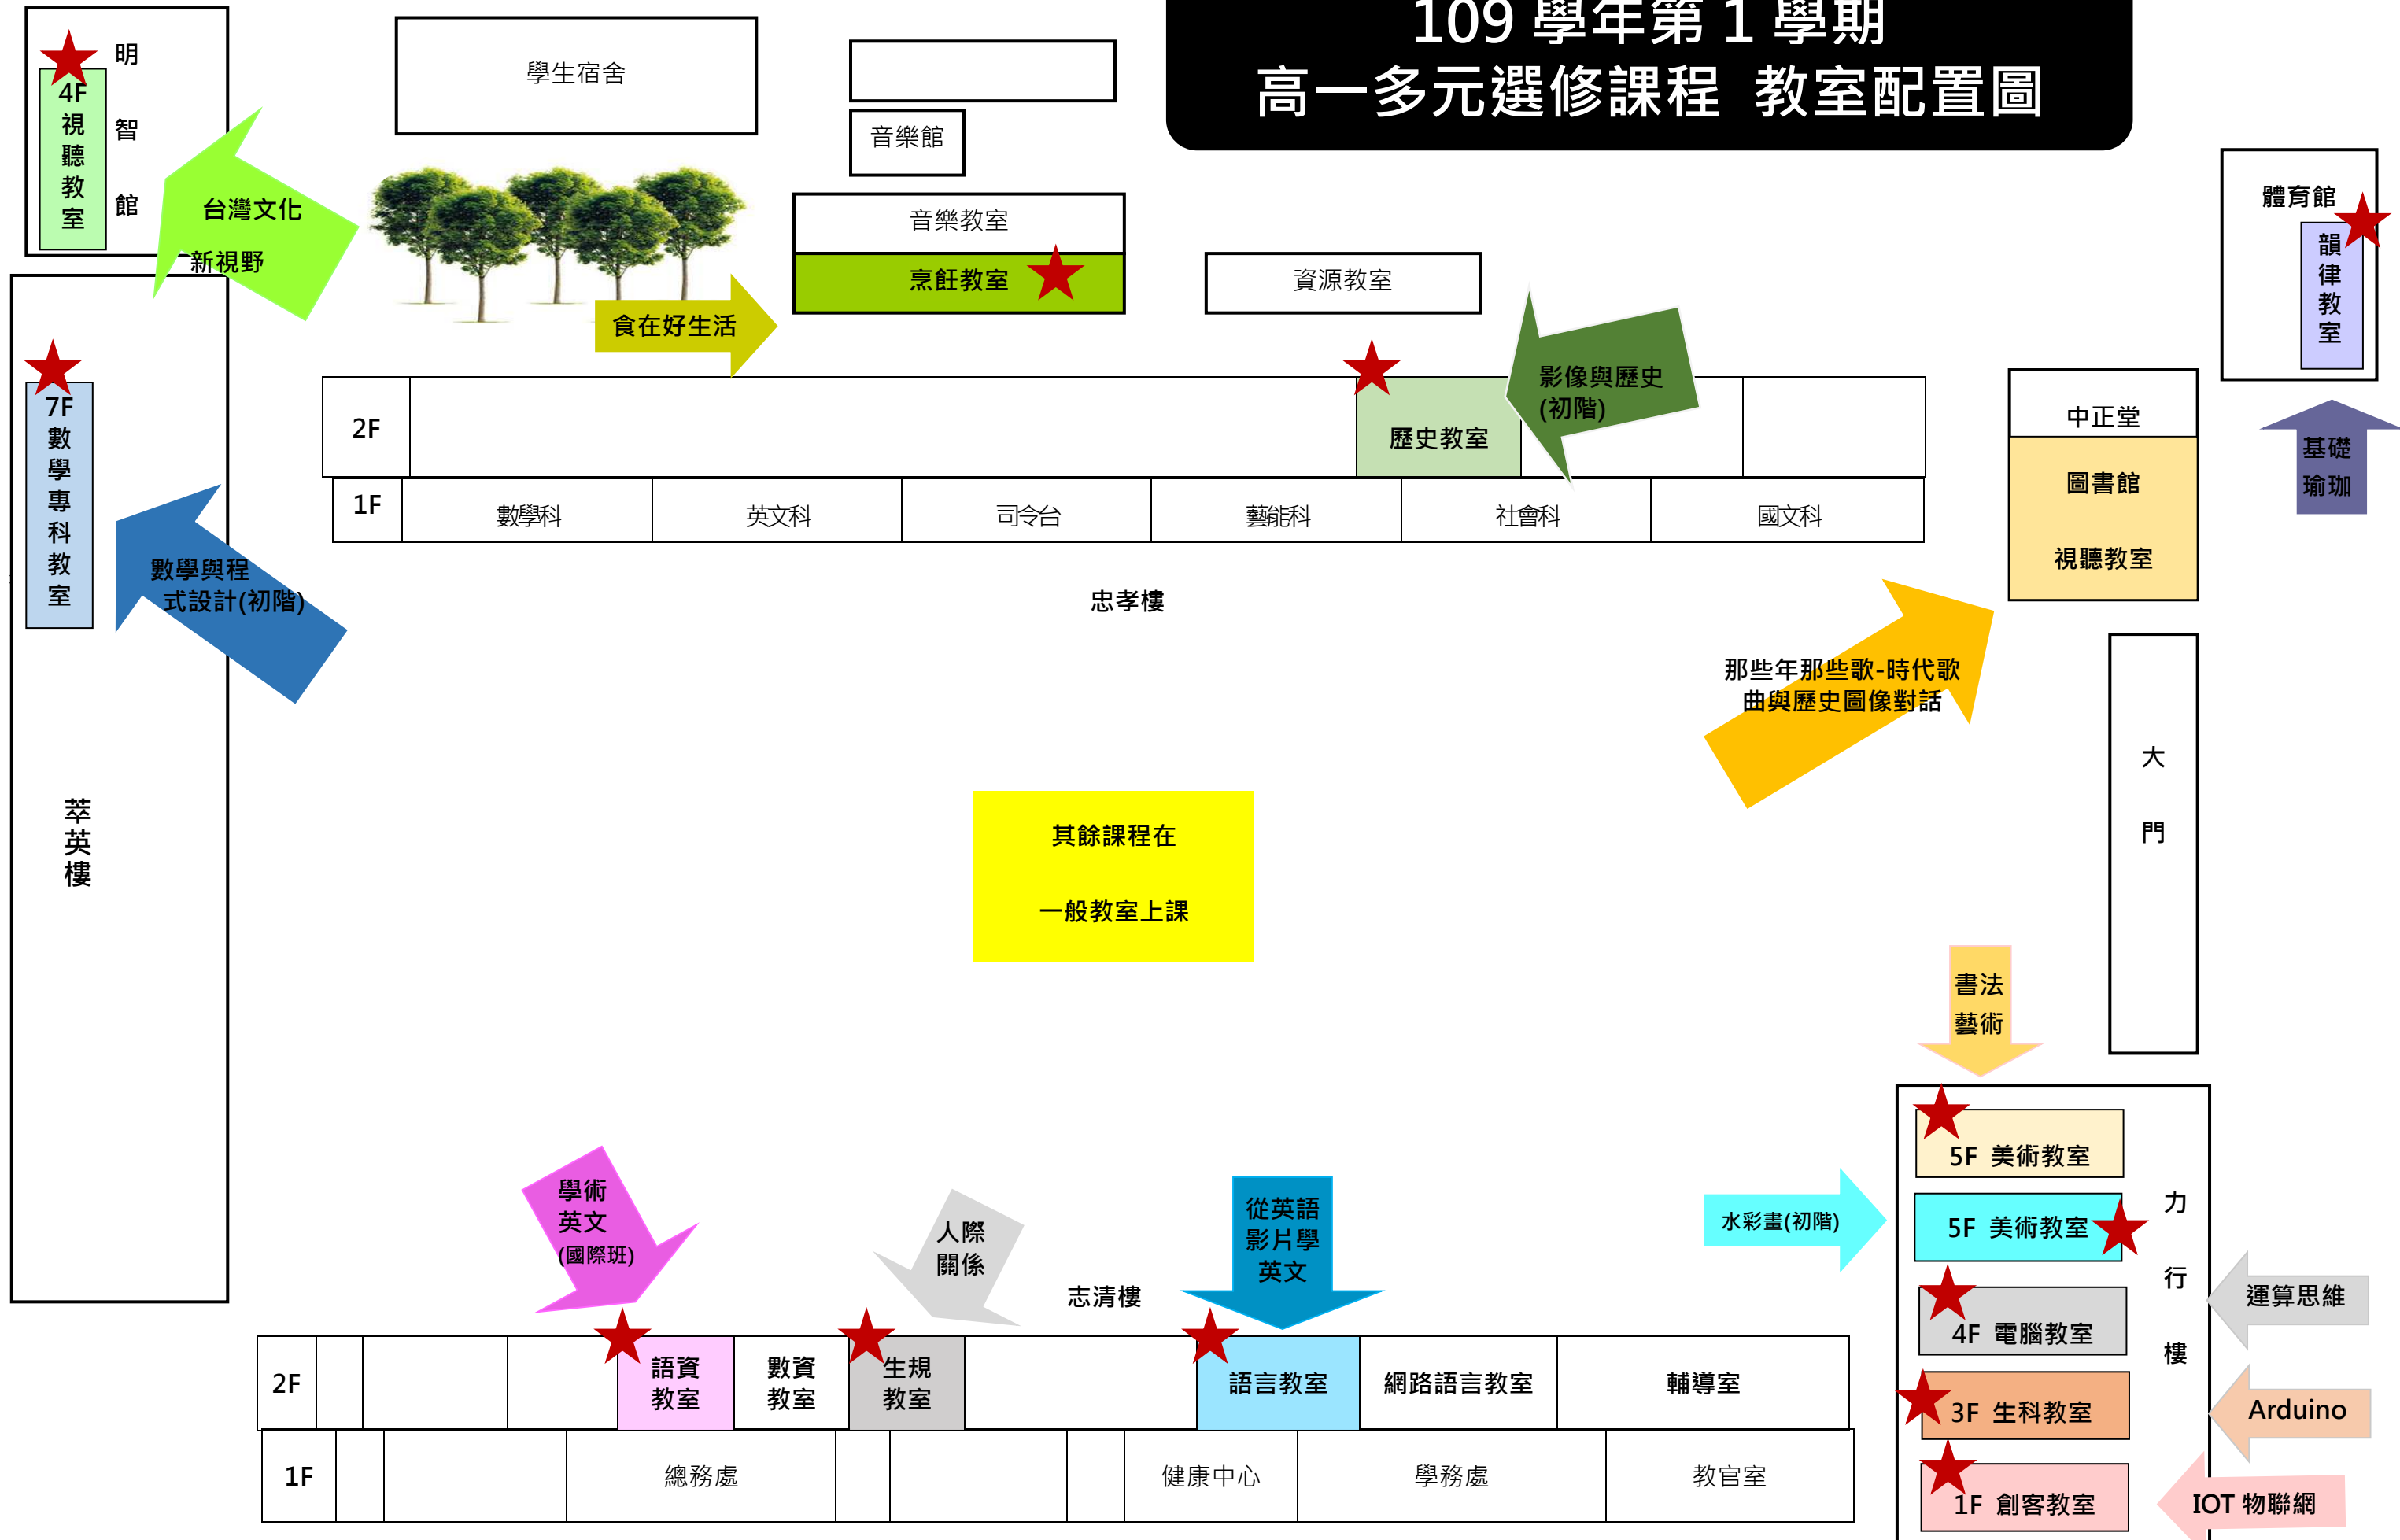 109 學年第 1 學期
高一多元選修課程 教室配置圖
明智館
4F
視聽教室
台灣文化
新視野
學生宿舍
音樂館
音樂教室
烹飪教室
食在好生活
資源教室
體育館
韻律教室
基礎
瑜珈
影像與歷史
(初階)
2F
歷史教室
1F
數學科
英文科
司令台
藝能科
社會科
國文科
忠孝樓
中正堂
圖書館
視聽教室
那些年那些歌-時代歌
曲與歷史圖像對話
7F
數學專科教室
數學與程
式設計(初階)
萃英樓
其餘課程在
一般教室上課
大門
書法
藝術
5F 美術教室
水彩畫(初階)
5F 美術教室
力行樓
4F 電腦教室
運算思維
3F 生科教室
Arduino
1F 創客教室
IOT 物聯網
學術
英文
(國際班)
人際
關係
從英語
影片學
英文
志清樓
2F
語資
教室
數資
教室
生規
教室
語言教室
網路語言教室
輔導室
1F
總務處
健康中心
學務處
教官室